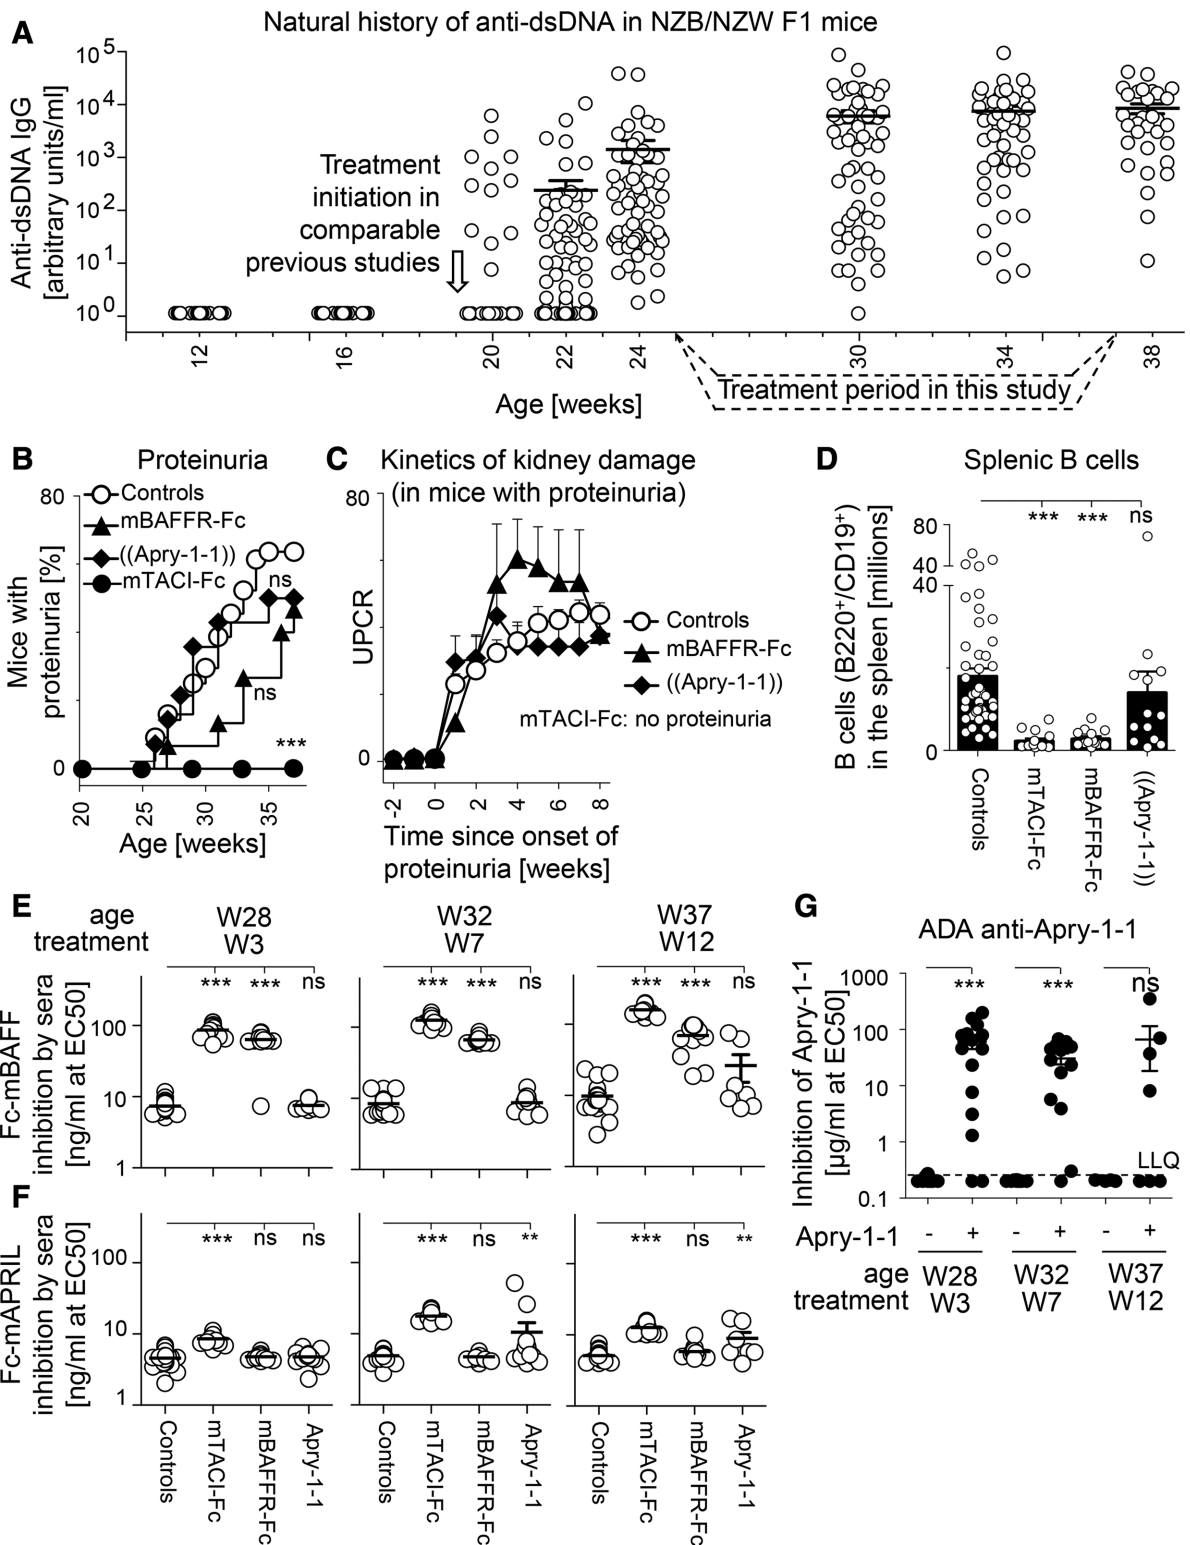 A
Natural history of anti-dsDNA in NZB/NZW F1 mice
Anti-dsDNA IgG
[arbitrary units/ml]
10^5
10^4
10^3
10^2
10^1
10^0
Treatment
initiation in
comparable
previous studies
12
16
20
22
24
30
34
38
Age [weeks]
Treatment period in this study
B
Proteinuria
Mice with
proteinuria [%]
80
0
Controls
mBAFFR-Fc
((Apry-1-1))
mTACI-Fc
ns
ns
***
20
25
30
35
Age [weeks]
C
Kinetics of kidney damage
(in mice with proteinuria)
UPCR
80
0
Controls
mBAFFR-Fc
((Apry-1-1))
mTACI-Fc: no proteinuria
-2
0
2
4
6
8
Time since onset of
proteinuria [weeks]
D
Splenic B cells
B cells (B220+/CD19+)
in the spleen [millions]
*** *** ns
80
40
40
0
Controls
mTACI-Fc
mBAFFR-Fc
((Apry-1-1))
E
age
treatment
W28
W3
W32
W7
W37
W12
Fc-mBAFF
inhibition by sera
[ng/ml at EC50]
100
10
1
*** *** ns
*** *** ns
*** *** ns
F
Fc-mAPRIL
inhibition by sera
[ng/ml at EC50]
100
10
1
*** ns ns
*** ns **
*** ns **
Controls
mTACI-Fc
mBAFFR-Fc
Apry-1-1
Controls
mTACI-Fc
mBAFFR-Fc
Apry-1-1
Controls
mTACI-Fc
mBAFFR-Fc
Apry-1-1
G
ADA anti-Apry-1-1
Inhibition of Apry-1-1
[µg/ml at EC50]
1000
100
10
1
0.1
*** *** ns
LLQ
Apry-1-1 - + - + - +
age W28 W32 W37
treatment W3 W7 W12